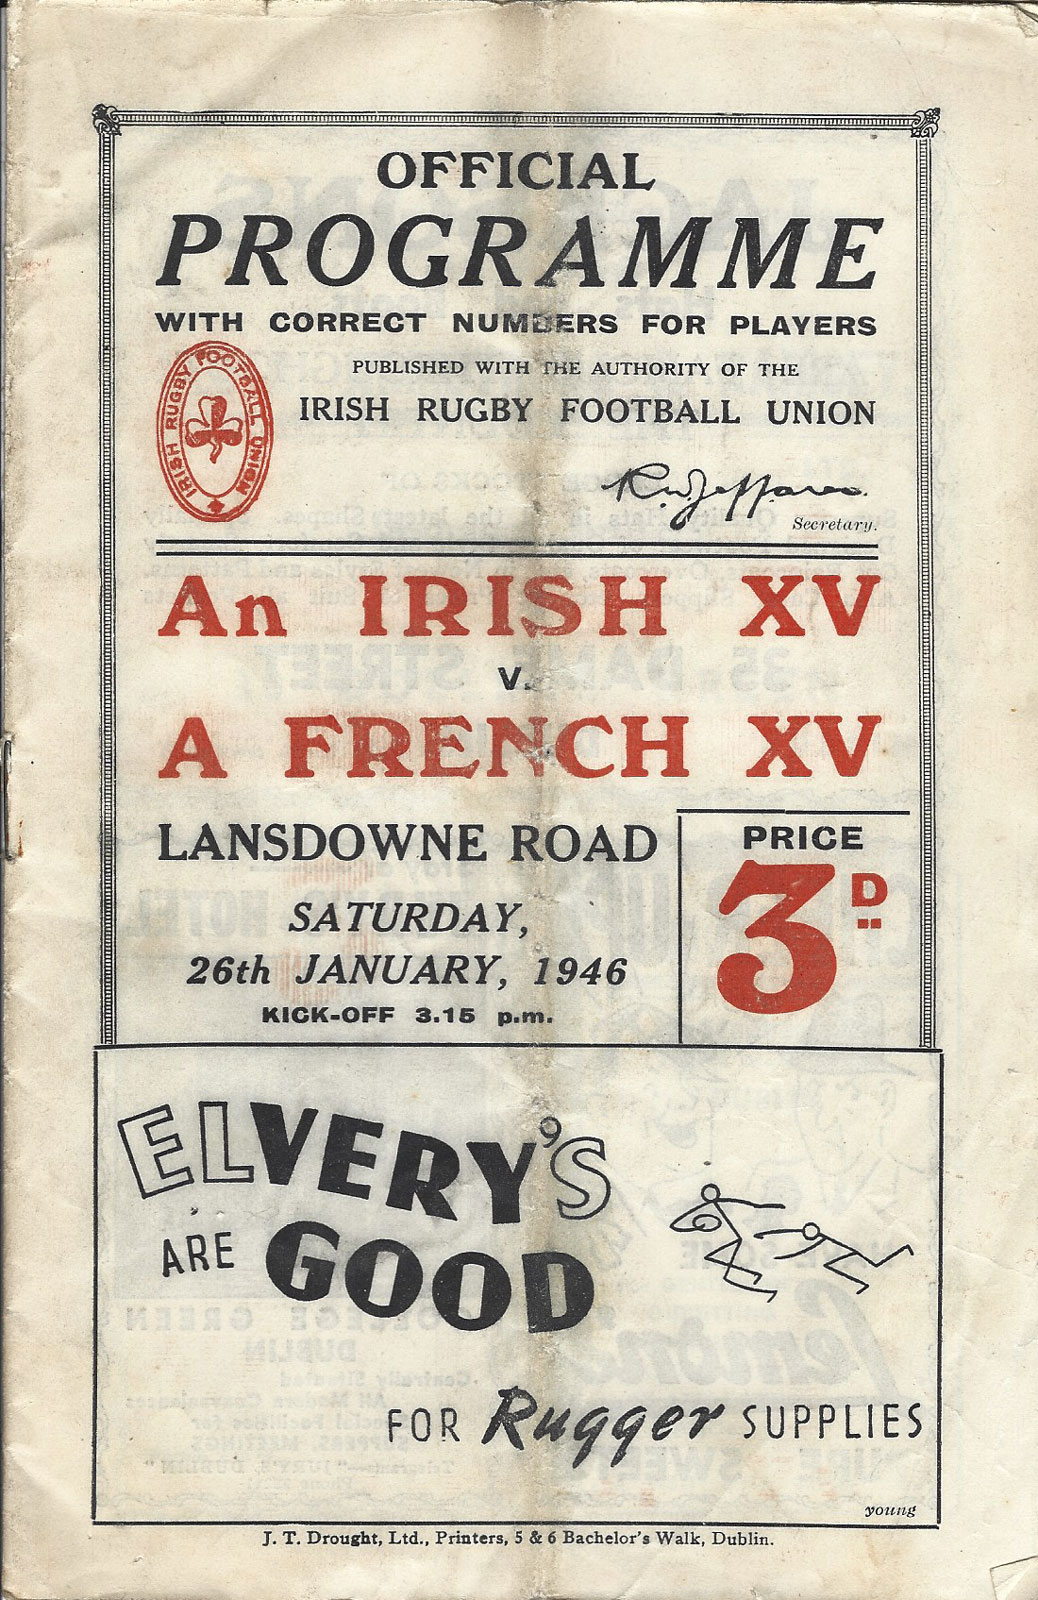 OFFICIAL
PROGRAMME
WITH CORRECT NUMBERS FOR PLAYERS
PUBLISHED WITH THE AUTHORITY OF THE
IRISH RUGBY FOOTBALL UNION
IRISH RUGBY FOOTBALL UNION
Secretary.
An IRISH XV
v.
A FRENCH XV
LANSDOWNE ROAD
SATURDAY,
26th JANUARY, 1946
KICK-OFF 3.15 p.m.
PRICE
3D
ELVERY'S
ARE GOOD
FOR Rugger SUPPLIES
young
J. T. Drought, Ltd., Printers, 5 & 6 Bachelor's Walk, Dublin.